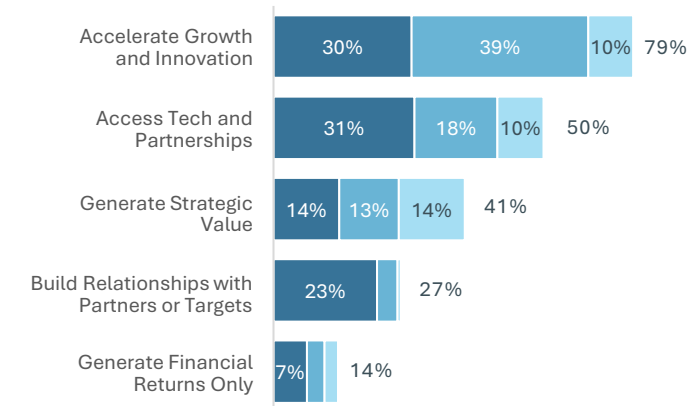 Accelerate Growth
and Innovation
30%
39%
10%
79%
Access Tech and
Partnerships
31%
18%
10%
50%
Generate Strategic
Value
14%
13%
14%
41%
Build Relationships with
Partners or Targets
23%
27%
Generate Financial
Returns Only
7%
14%